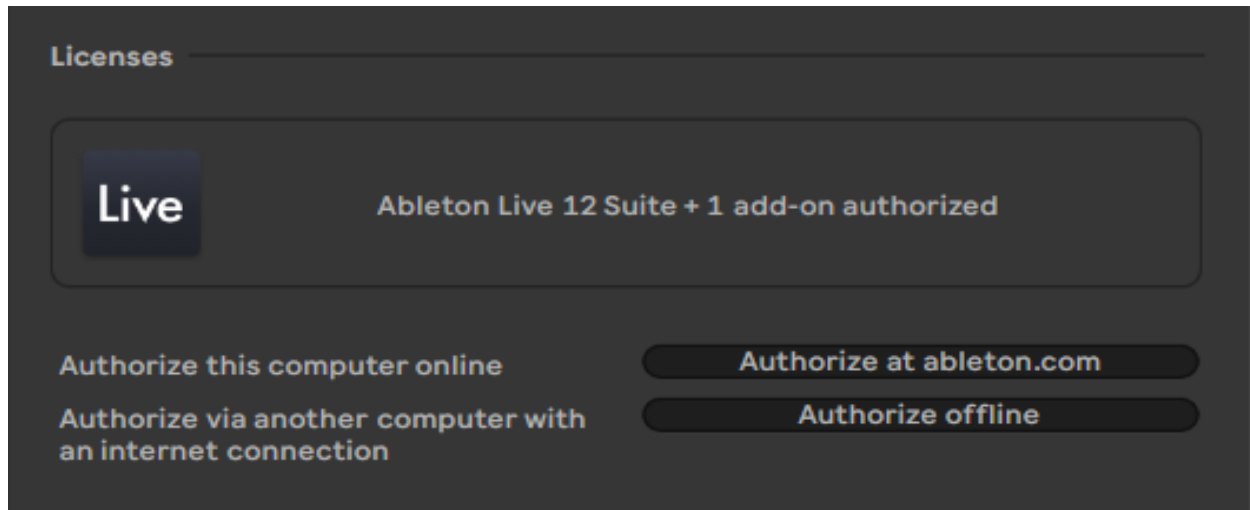 Licenses
Live
Ableton Live 12 Suite + 1 add-on authorized
Authorize this computer online
Authorize at ableton.com
Authorize via another computer with
an internet connection
Authorize offline